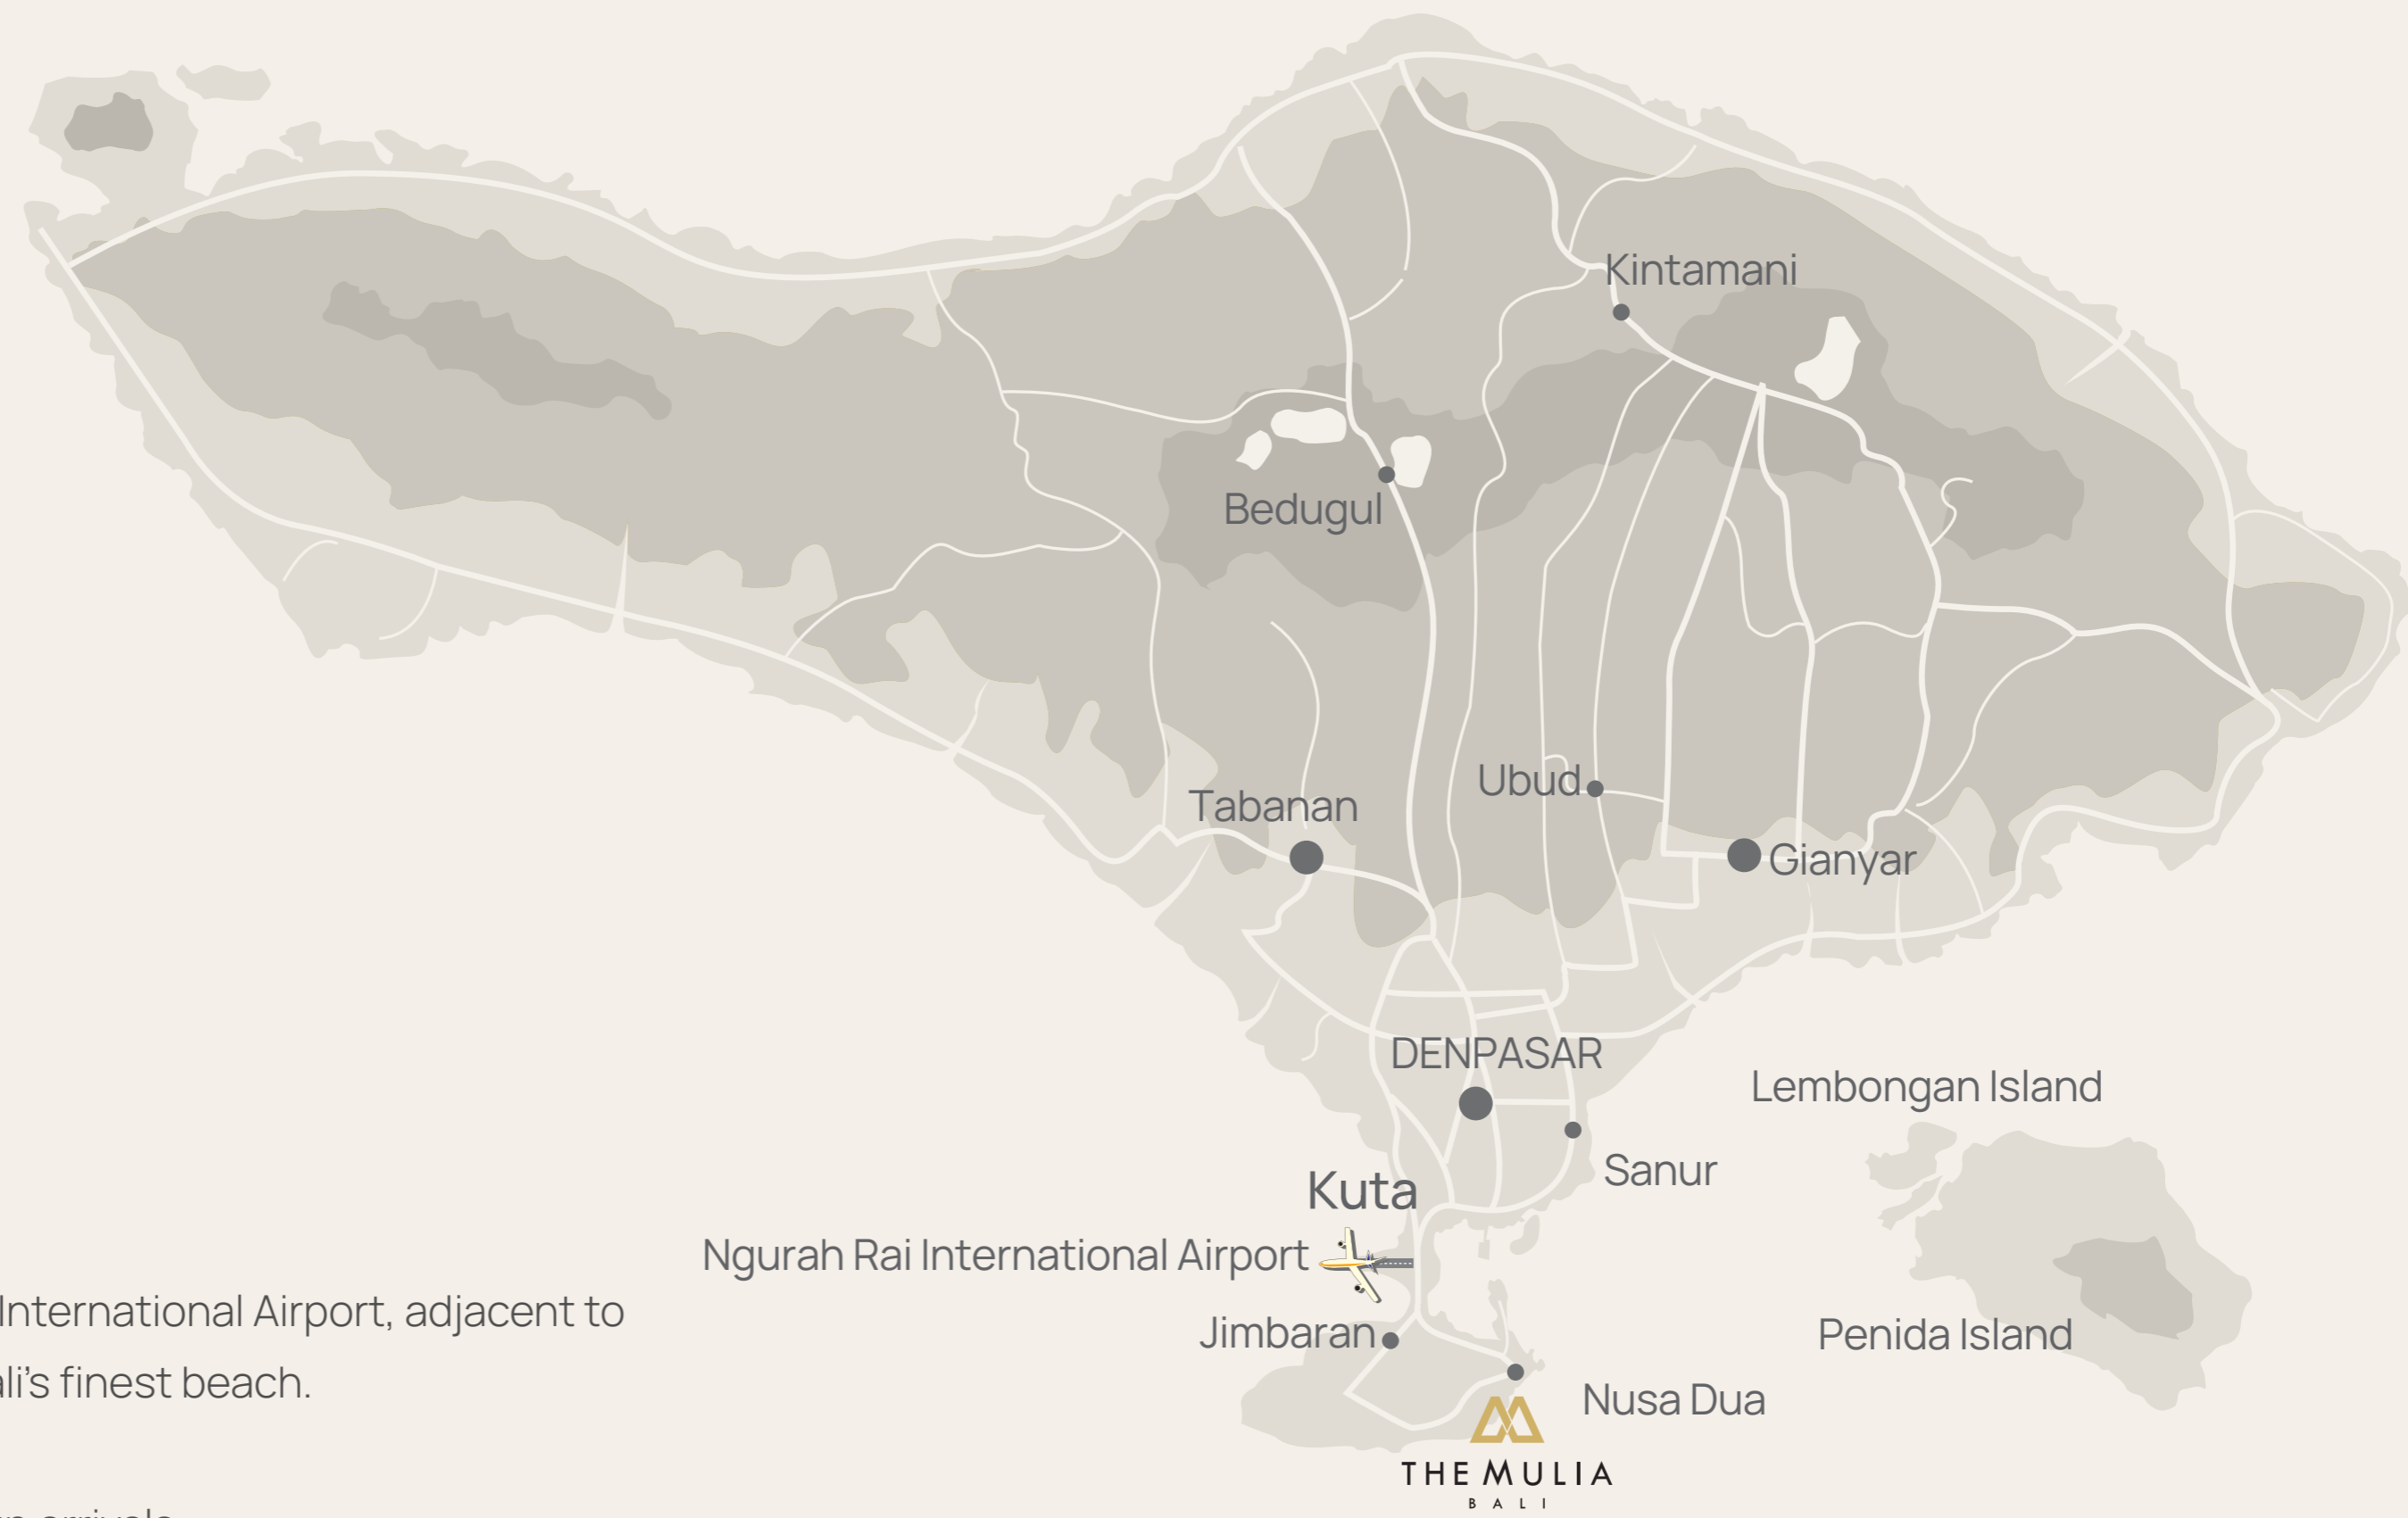 Kintamani
Bedugul
Ubud
Tabanan
Gianyar
DENPASAR
Lembongan Island
Sanur
Kuta
Ngurah Rai International Airport
International Airport, adjacent to
Jimbaran
Penida Island
finest beach.
Nusa Dua
THE MULIA
BALI